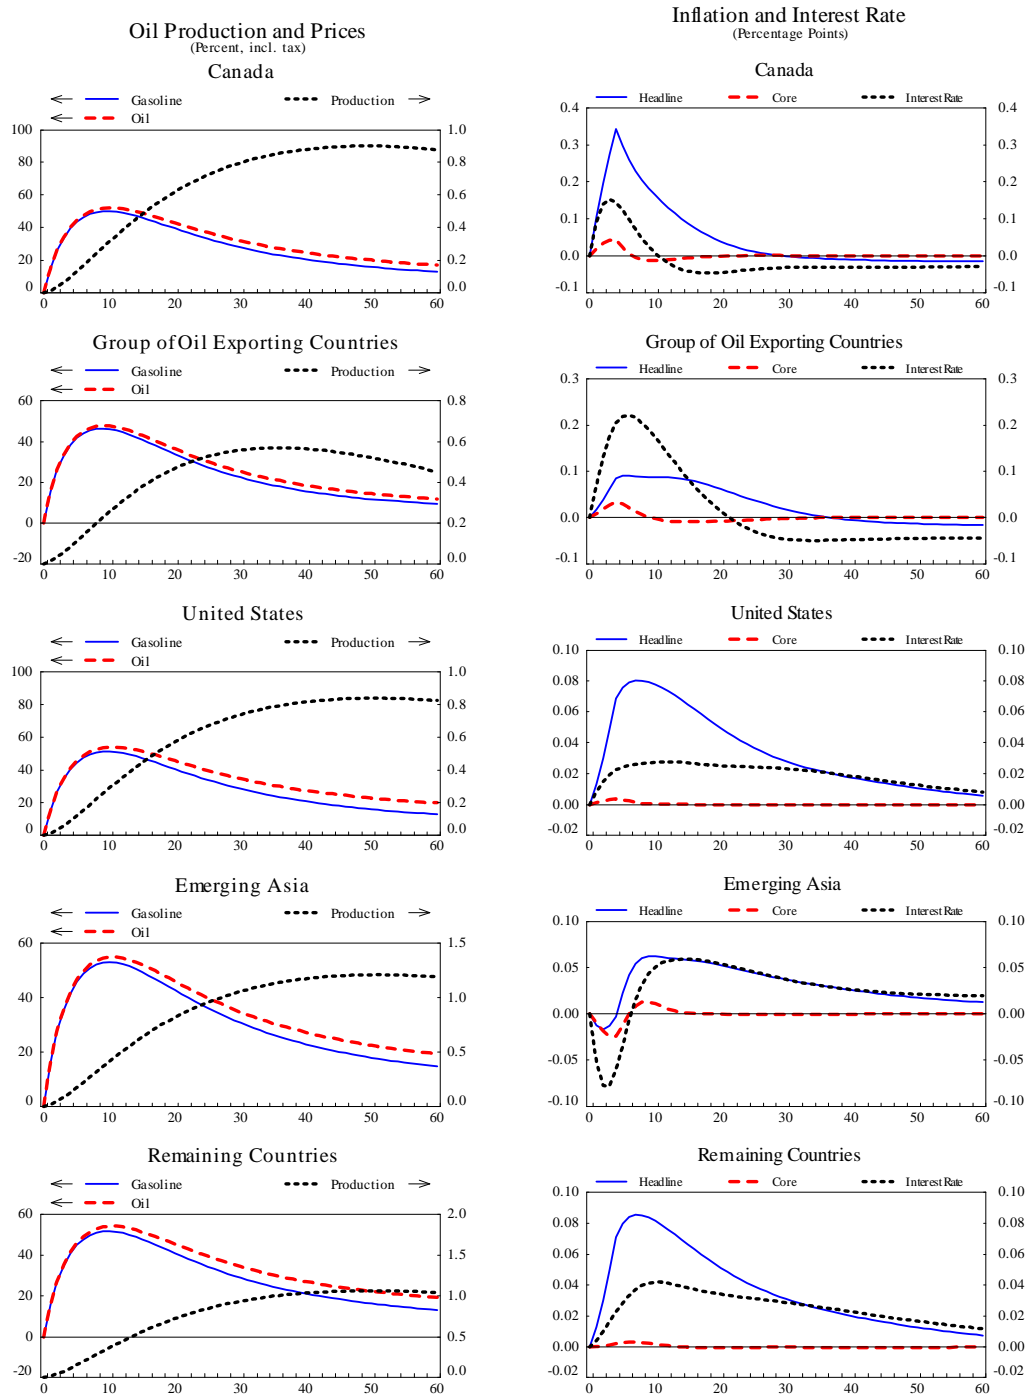 Oil Production and Prices
(Percent, incl. tax)
Canada
Gasoline Production
Oil
100 1.0
80 0.8
60 0.6
40 0.4
20 0.2
0 0.0
0 10 20 30 40 50 60
Group of Oil Exporting Countries
Gasoline Production
Oil
60 0.8
40 0.6
20 0.4
0 0.2
-20 0.0
0 10 20 30 40 50 60
United States
Gasoline Production
Oil
100 1.0
80 0.8
60 0.6
40 0.4
20 0.2
0 0.0
0 10 20 30 40 50 60
Emerging Asia
Gasoline Production
Oil
60 1.5
40 1.0
20 0.5
0 0.0
0 10 20 30 40 50 60
Remaining Countries
Gasoline Production
Oil
60 2.0
40 1.5
20 1.0
0 0.5
-20 0.0
0 10 20 30 40 50 60
Inflation and Interest Rate
(Percentage Points)
Canada
Headline Core Interest Rate
0.4 0.4
0.3 0.3
0.2 0.2
0.1 0.1
0.0 0.0
-0.1 -0.1
0 10 20 30 40 50 60
Group of Oil Exporting Countries
Headline Core Interest Rate
0.3 0.3
0.2 0.2
0.1 0.1
0.0 0.0
-0.1 -0.1
0 10 20 30 40 50 60
United States
Headline Core Interest Rate
0.10 0.10
0.08 0.08
0.06 0.06
0.04 0.04
0.02 0.02
0.00 0.00
-0.02 -0.02
0 10 20 30 40 50 60
Emerging Asia
Headline Core Interest Rate
0.10 0.10
0.05 0.05
0.00 0.00
-0.05 -0.05
-0.10 -0.10
0 10 20 30 40 50 60
Remaining Countries
Headline Core Interest Rate
0.10 0.10
0.08 0.08
0.06 0.06
0.04 0.04
0.02 0.02
0.00 0.00
-0.02 -0.02
0 10 20 30 40 50 60